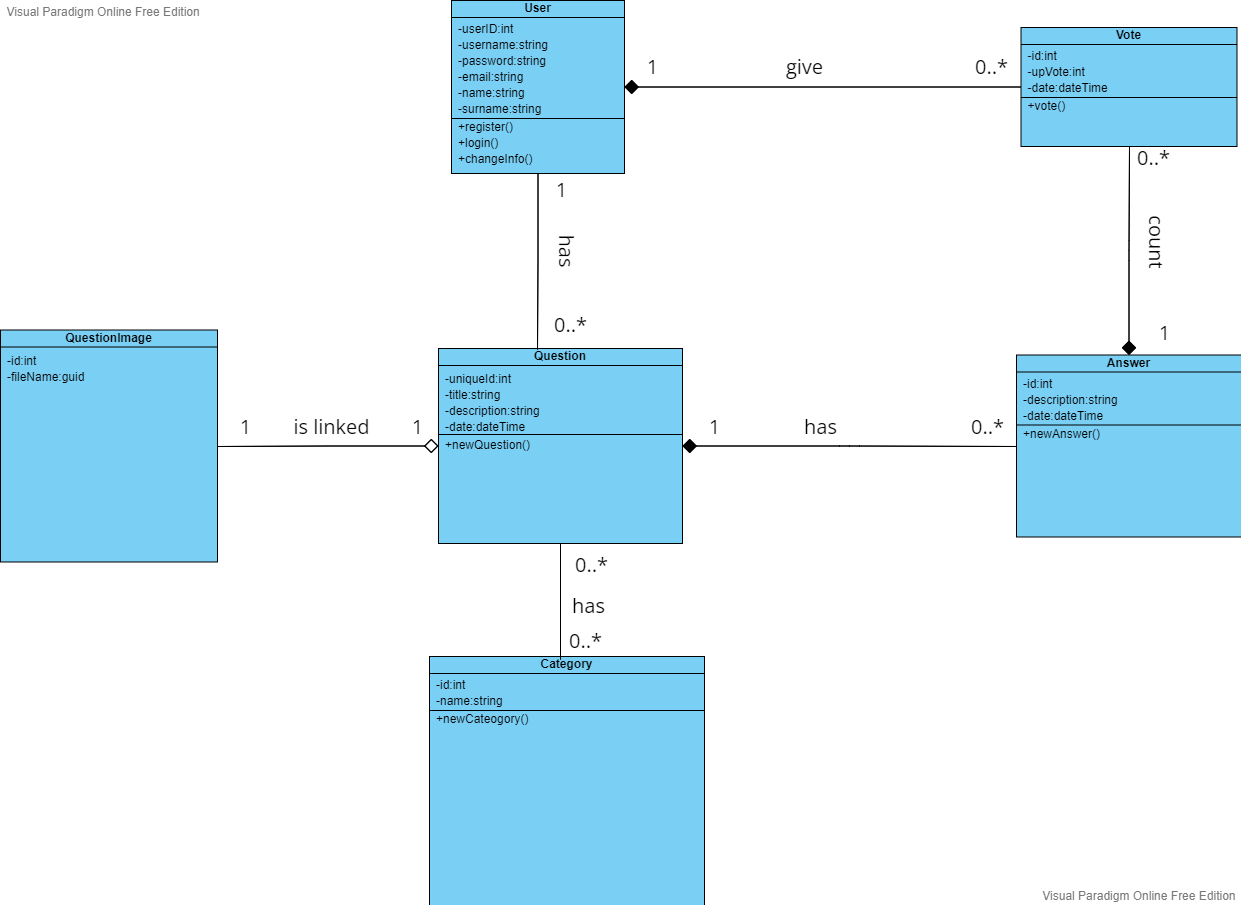 Visual Paradigm Online Free Edition
User
-userID:int
-username:string
-password:string
-email:string
-name:string
-surname:string
+register()
+login()
+changeInfo()
1 give 0..*
Vote
-id:int
-upVote:int
-date:dateTime
+vote()
1
has
0..*
0..*
count
1
QuestionImage
-id:int
-fileName:guid
1 is linked 1
Question
-uniqueId:int
-title:string
-description:string
-date:dateTime
+newQuestion()
1 has 0..*
Answer
-id:int
-description:string
-date:dateTime
+newAnswer()
0..*
has
0..*
Category
-id:int
-name:string
+newCateogory()
Visual Paradigm Online Free Edition